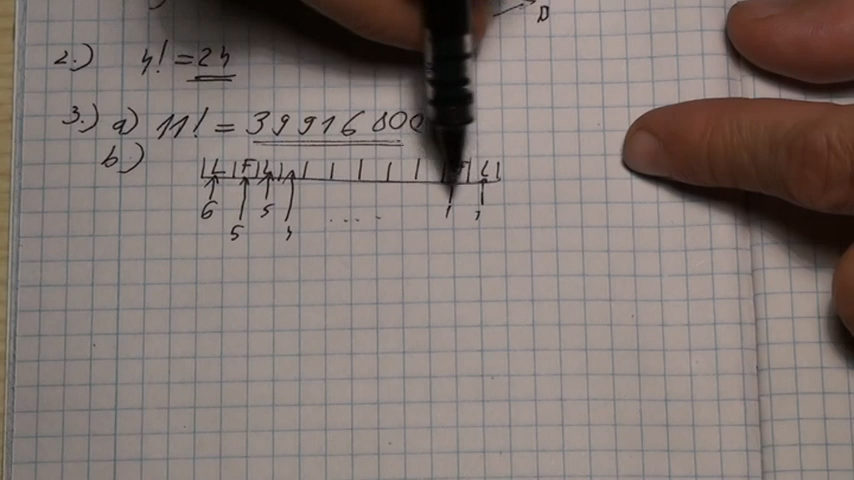 D
2.) 4! = 24
3.) a) 11! = 39916800
b) L F L F L
6 5 5 4 .... 1 1